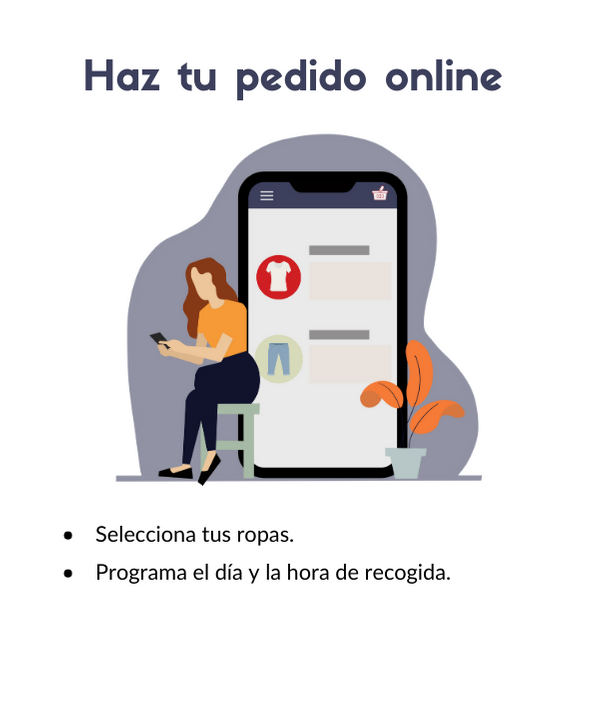 Haz tu pedido online
• Selecciona tus ropas.
• Programa el día y la hora de recogida.